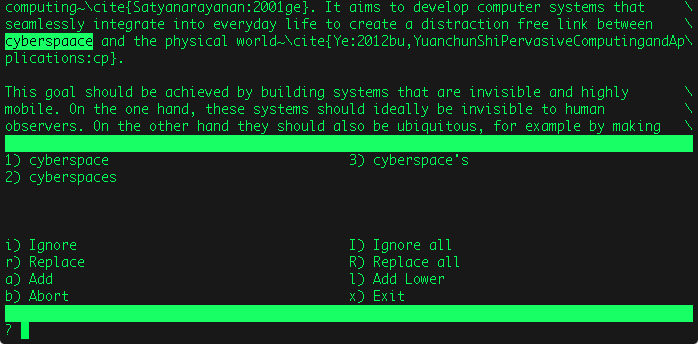 computing~\cite{Satyanarayanan:2001ge}. It aims to develop computer systems that \
seamlessly integrate into everyday life to create a distraction free link between \
cyberspaace and the physical world~\cite{Ye:2012bu,YuanchunShiPervasiveComputingandAp\
plications:cp}.
This goal should be achieved by building systems that are invisible and highly \
mobile. On the one hand, these systems should ideally be invisible to human \
observers. On the other hand they should also be ubiquitous, for example by making \
1) cyberspace 3) cyberspace's
2) cyberspaces
i) Ignore I) Ignore all
r) Replace R) Replace all
a) Add l) Add Lower
b) Abort x) Exit
?